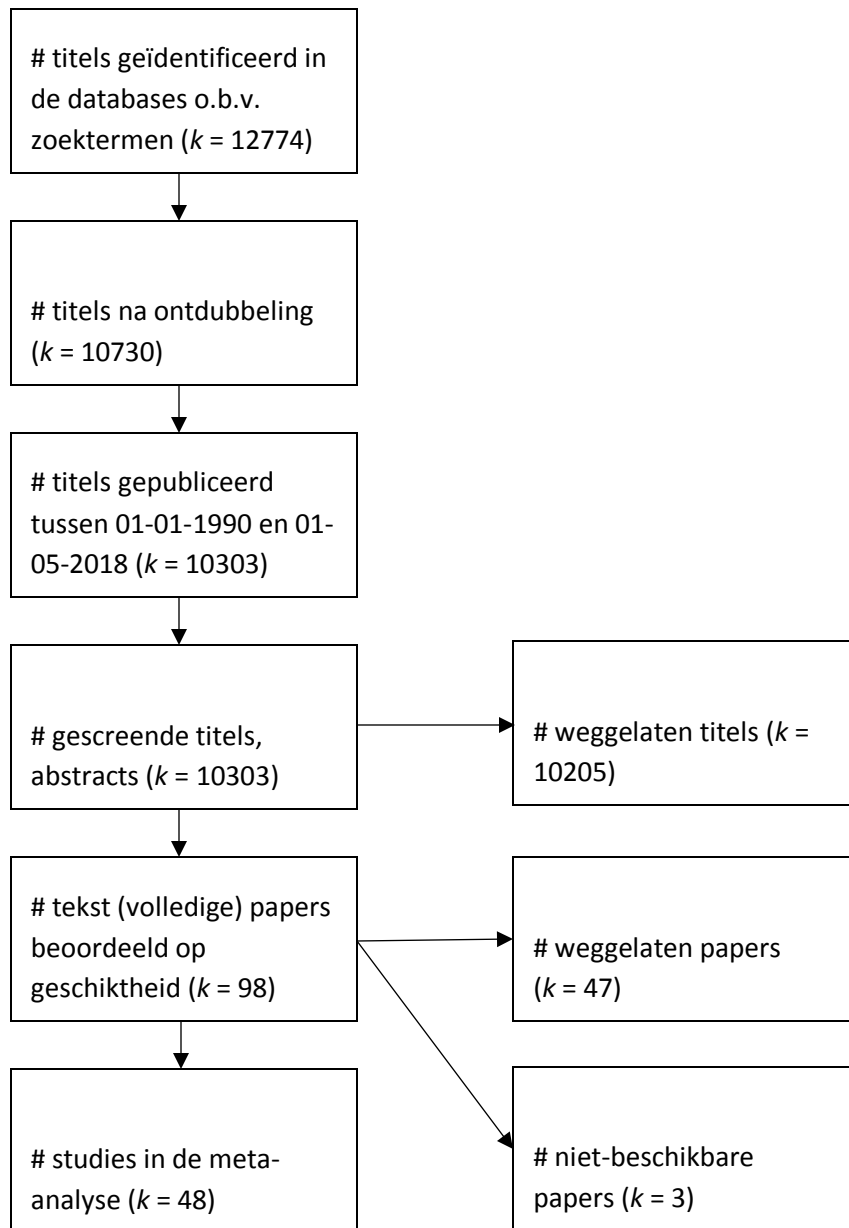 # titels geïdentificeerd in
de databases o.b.v.
zoektermen (k = 12774)
# titels na ontdubbeling
(k = 10730)
# titels gepubliceerd
tussen 01-01-1990 en 01-
05-2018 (k = 10303)
# gescreende titels,
abstracts (k = 10303)
# weggelaten titels (k =
10205)
# tekst (volledige) papers
beoordeeld op
geschiktheid (k = 98)
# weggelaten papers
(k = 47)
# studies in de meta-
analyse (k = 48)
# niet-beschikbare
papers (k = 3)